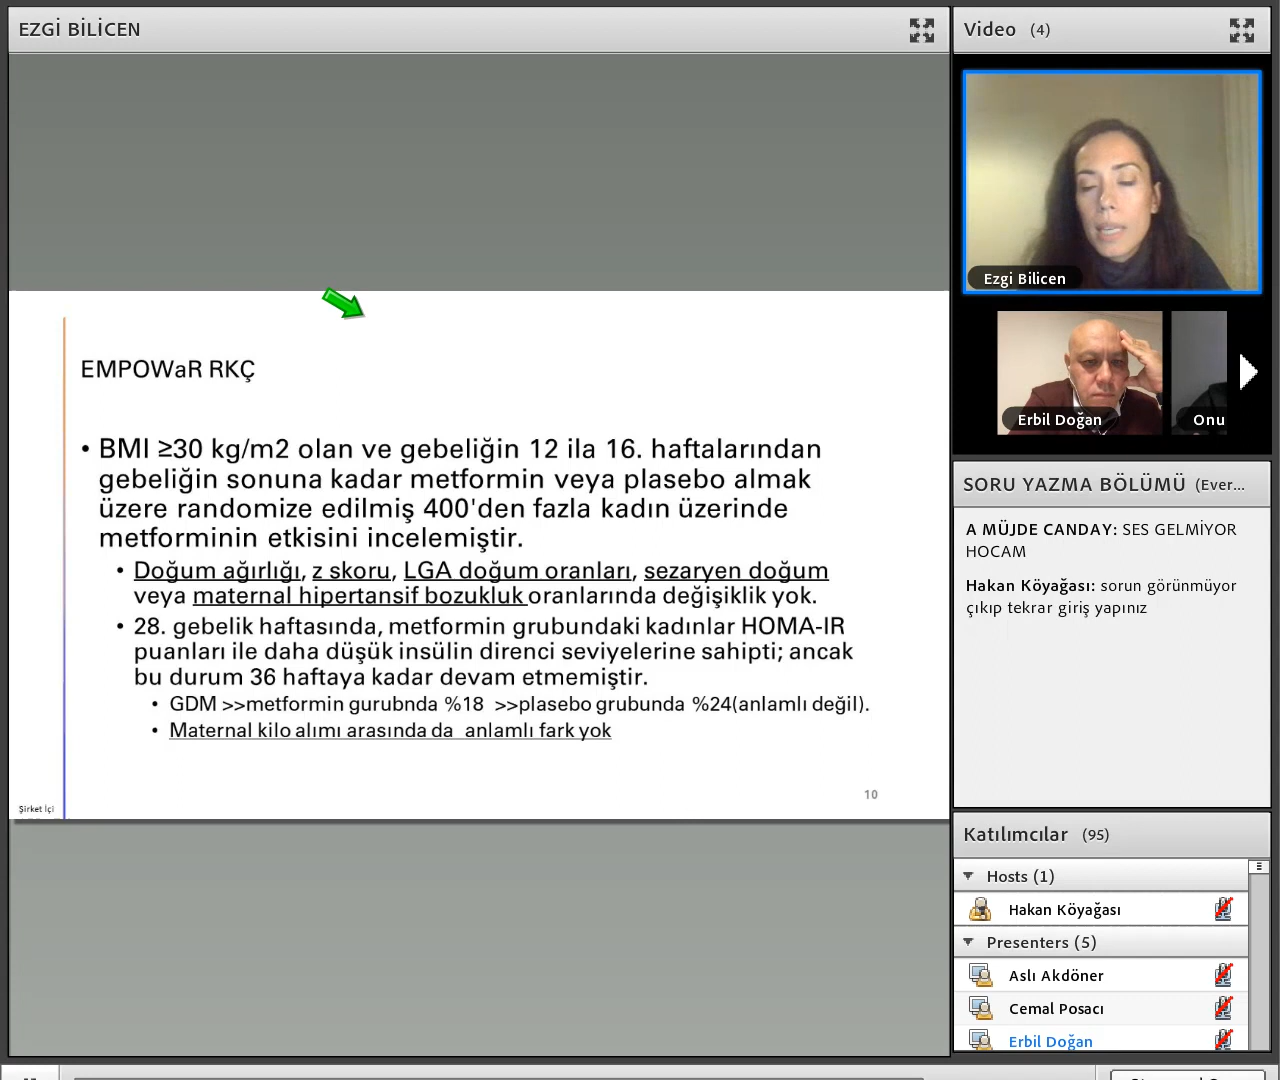 EZGİ BİLİCEN
EMPOWaR RKÇ
• BMI ≥30 kg/m2 olan ve gebeliğin 12 ila 16. haftalarından
gebeliğin sonuna kadar metformin veya plasebo almak
üzere randomize edilmiş 400'den fazla kadın üzerinde
metforminin etkisini incelemiştir.
• Doğum ağırlığı, z skoru, LGA doğum oranları, sezaryen doğum
veya maternal hipertansif bozukluk oranlarında değişiklik yok.
• 28. gebelik haftasında, metformin grubundaki kadınlar HOMA-IR
puanları ile daha düşük insülin direnci seviyelerine sahipti; ancak
bu durum 36 haftaya kadar devam etmemiştir.
• GDM >>metformin gurubnda %18 >>plasebo grubunda %24(anlamlı değil).
• Maternal kilo alımı arasında da anlamlı fark yok
Şirket İçi
10
Video (4)
Ezgi Bilicen
Erbil Doğan
Onu
SORU YAZMA BÖLÜMÜ (Ever...
A MÜJDE CANDAY: SES GELMİYOR
HOCAM
Hakan Köyağası: sorun görünmüyor
çıkıp tekrar giriş yapınız
Katılımcılar (95)
Hosts (1)
Hakan Köyağası
Presenters (5)
Aslı Akdöner
Cemal Posacı
Erbil Doğan